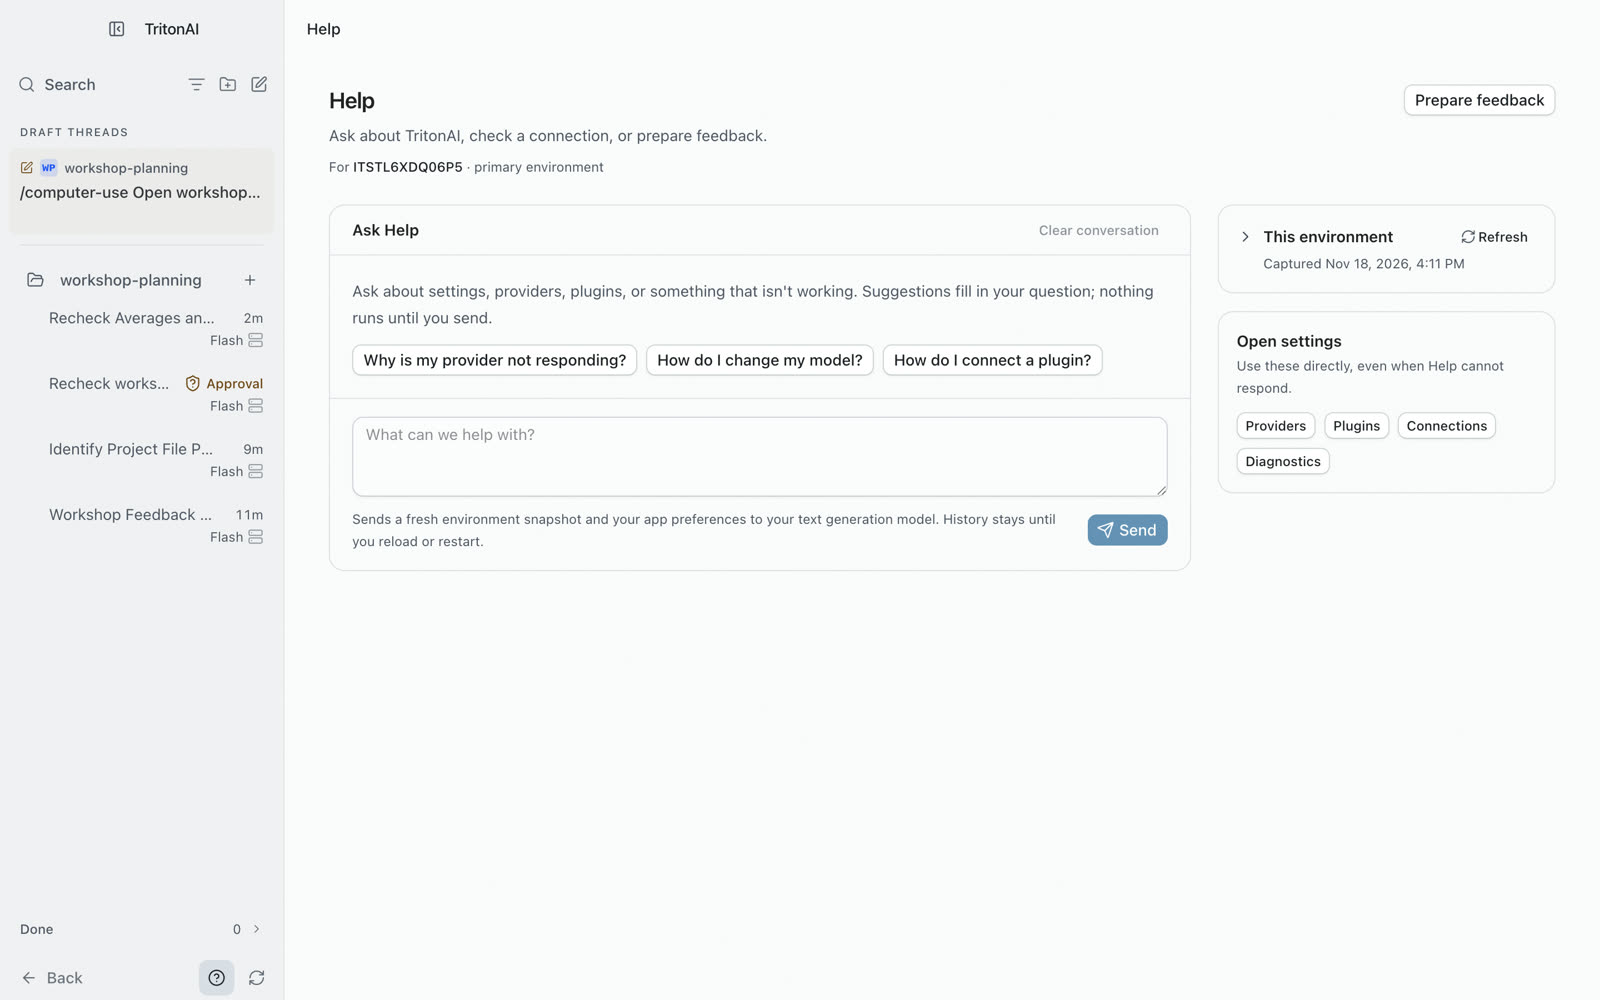 TritonAI
Search
DRAFT THREADS
WP workshop-planning
/computer-use Open workshop...
workshop-planning
Recheck Averages an... 2m
Flash
Recheck works... Approval
Flash
Identify Project File P... 9m
Flash
Workshop Feedback ... 11m
Flash
Done 0
Back
Help
Help
Prepare feedback
Ask about TritonAI, check a connection, or prepare feedback.
For ITSTL6XDQ06P5 · primary environment
Ask Help
Clear conversation
Ask about settings, providers, plugins, or something that isn't working. Suggestions fill in your question; nothing
runs until you send.
Why is my provider not responding?
How do I change my model?
How do I connect a plugin?
What can we help with?
Sends a fresh environment snapshot and your app preferences to your text generation model. History stays until
you reload or restart.
Send
This environment
Refresh
Captured Nov 18, 2026, 4:11 PM
Open settings
Use these directly, even when Help cannot
respond.
Providers
Plugins
Connections
Diagnostics